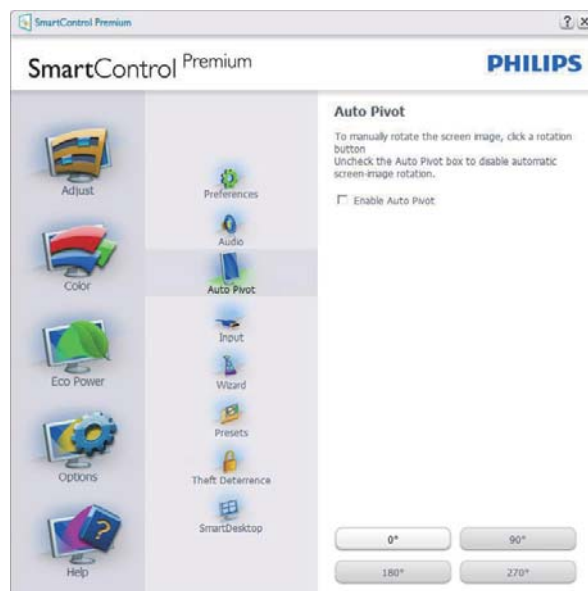 SmartControl Premium
SmartControl Premium
PHILIPS
Adjust
Color
Eco Power
Options
Help
Preferences
Audio
Auto Pivot
Input
Wizard
Presets
Theft Deterrence
SmartDesktop
Auto Pivot
To manually rotate the screen image, click a rotation
button
Uncheck the Auto Pivot box to disable automatic
screen-image rotation.
Enable Auto Pivot
0°
90°
180°
270°